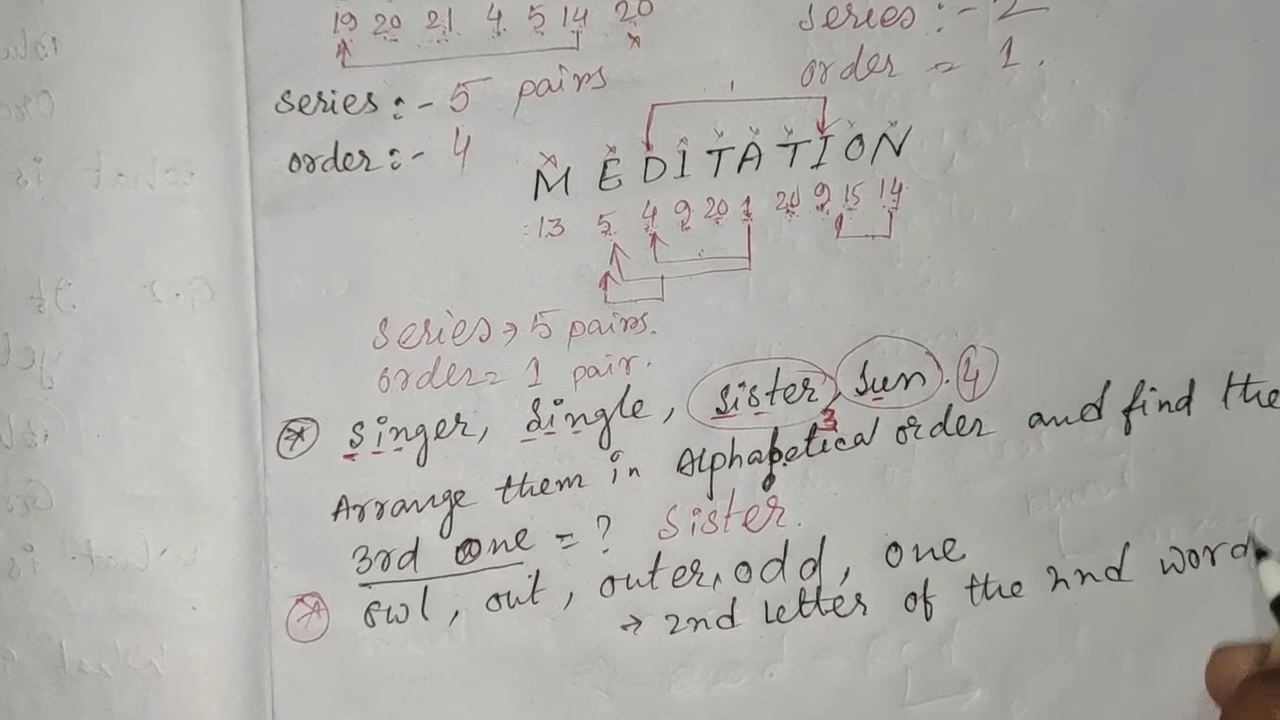 19 20 21 4 5 14 20
series :- 2
order = 1.
series :- 5 pairs
order :- 4
M E D I T A T I O N
13 5 4 9 20 1 20 9 15 14
series → 5 pairs.
order = 1 pair.
singer, single, sister, sun. 4
3
Arrange them in Alphabetical order and find the
3rd one = ? sister.
owl, out, outer, odd, one
→ 2nd letter of the 2nd word